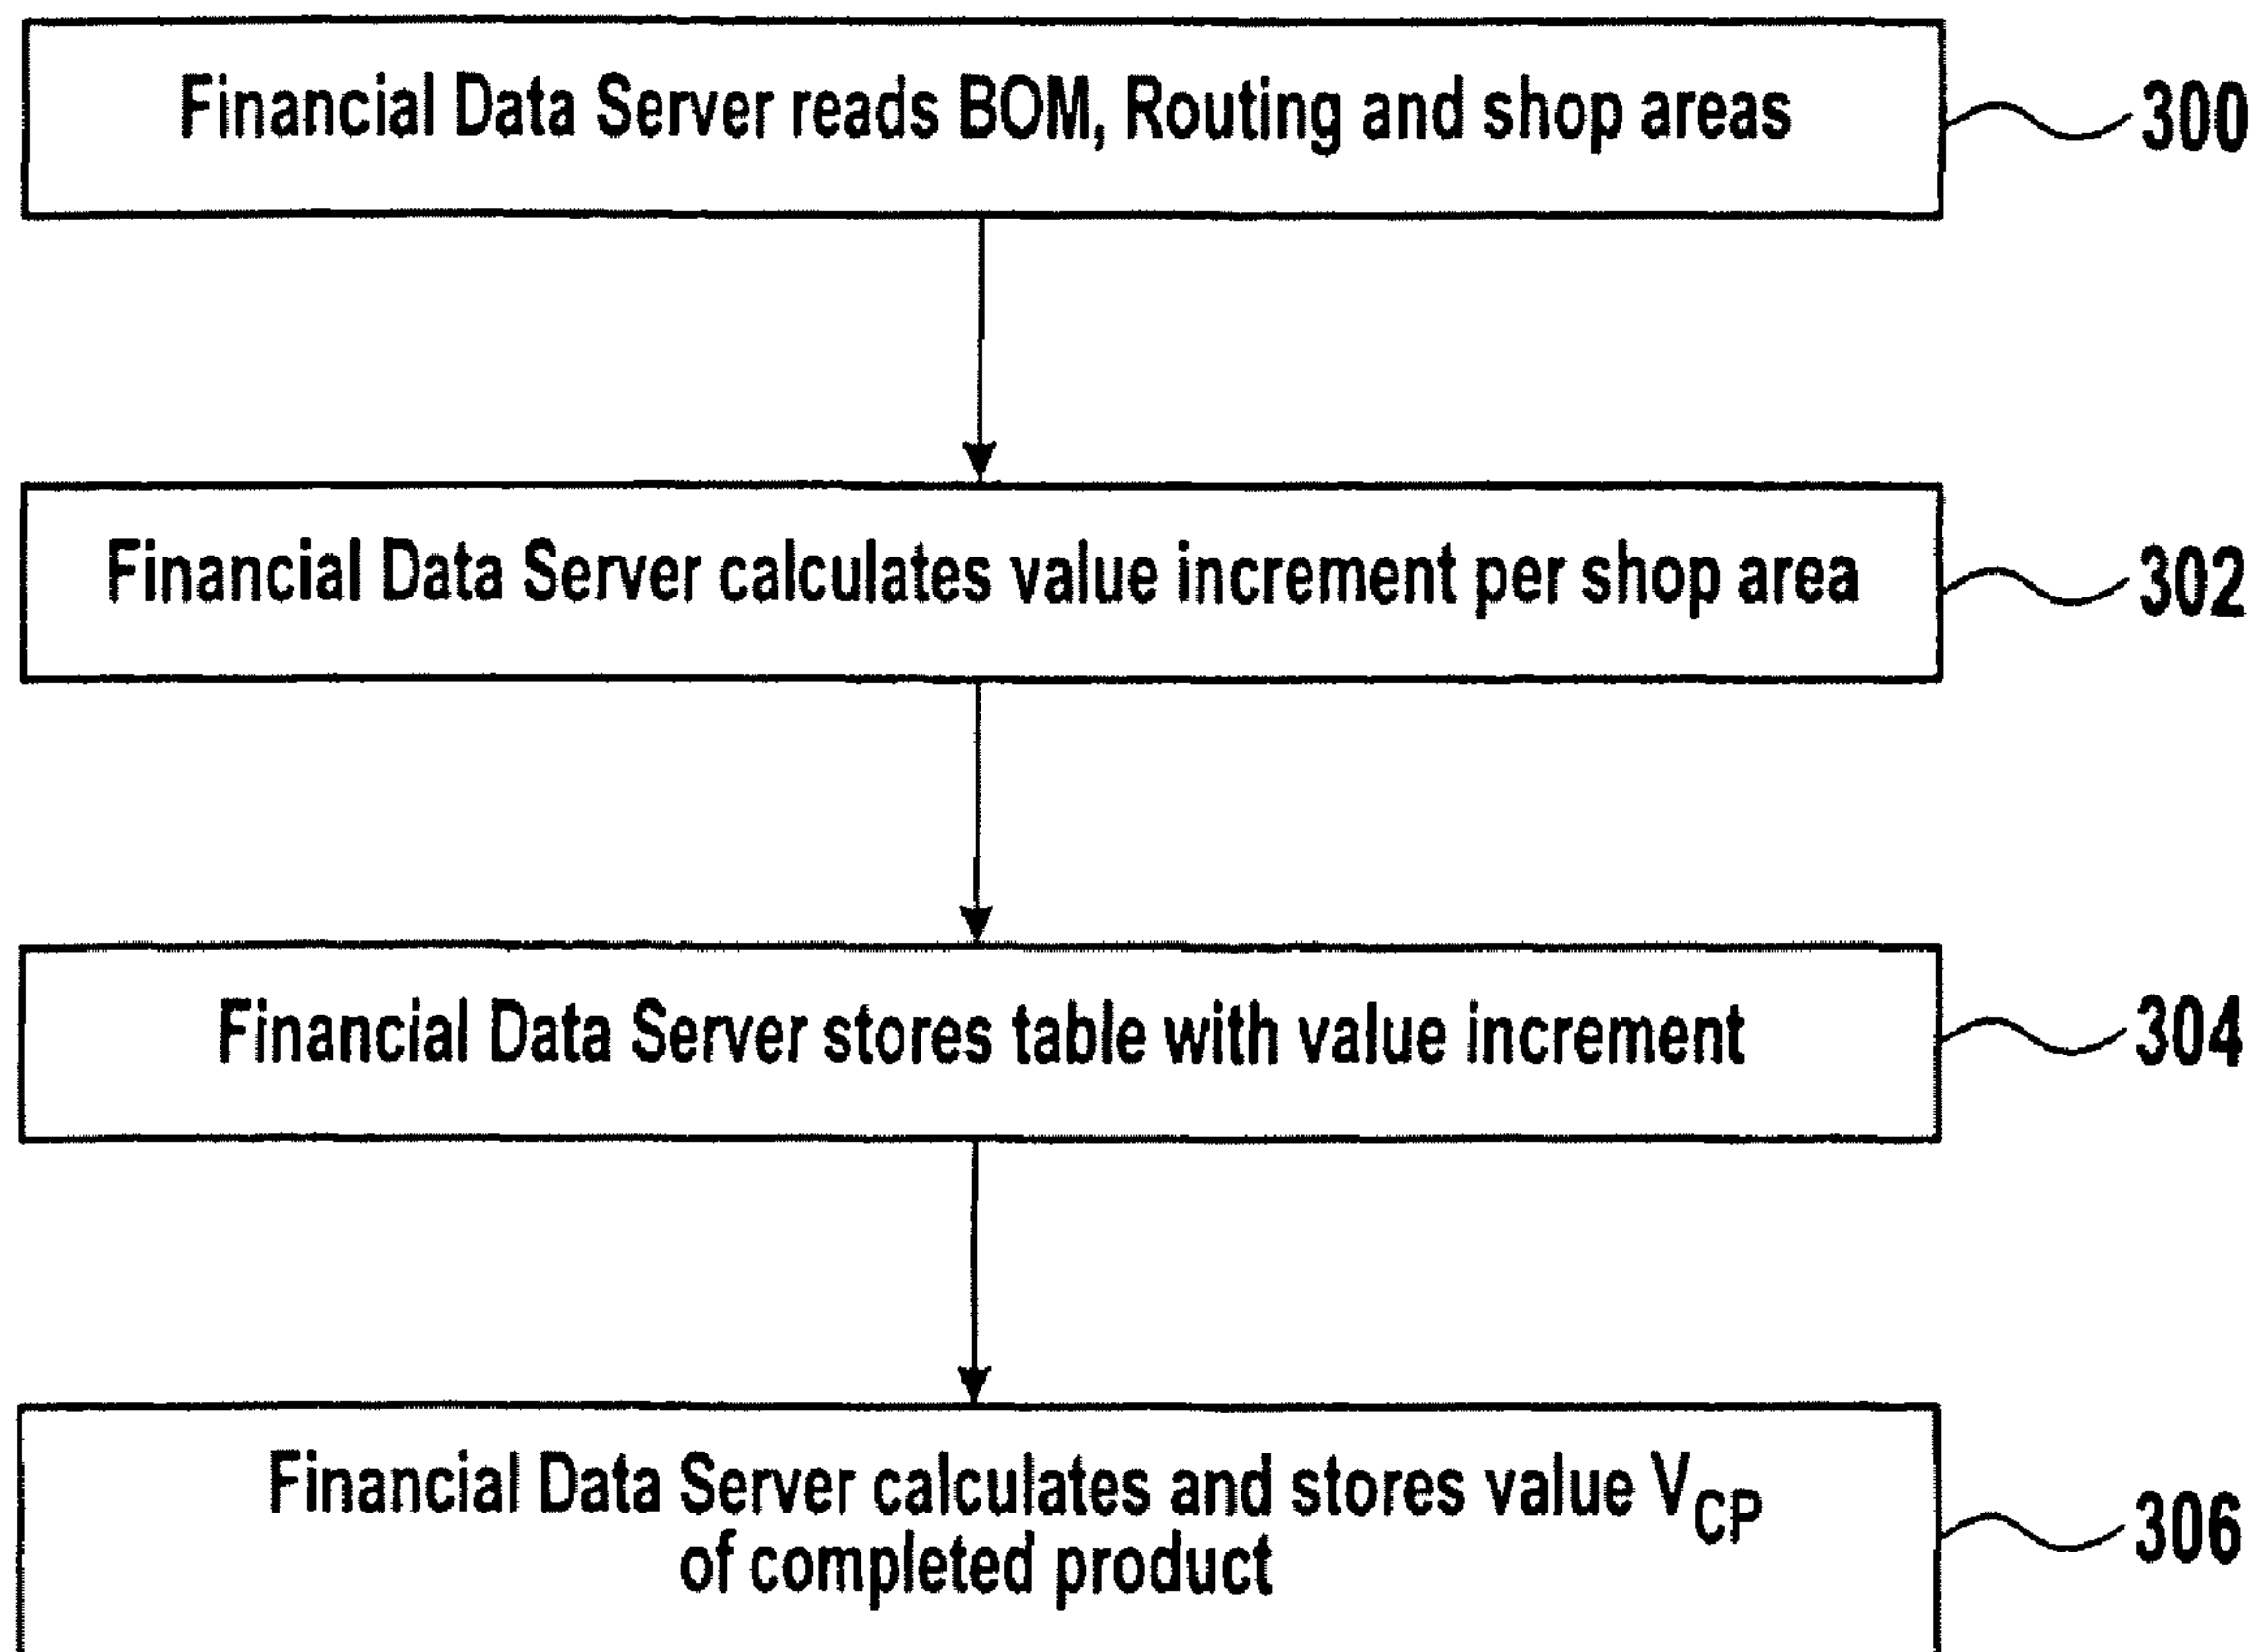 Financial Data Server reads BOM, Routing and shop areas
300
Financial Data Server calculates value increment per shop area
302
Financial Data Server stores table with value increment
304
Financial Data Server calculates and stores value V_CP
of completed product
306